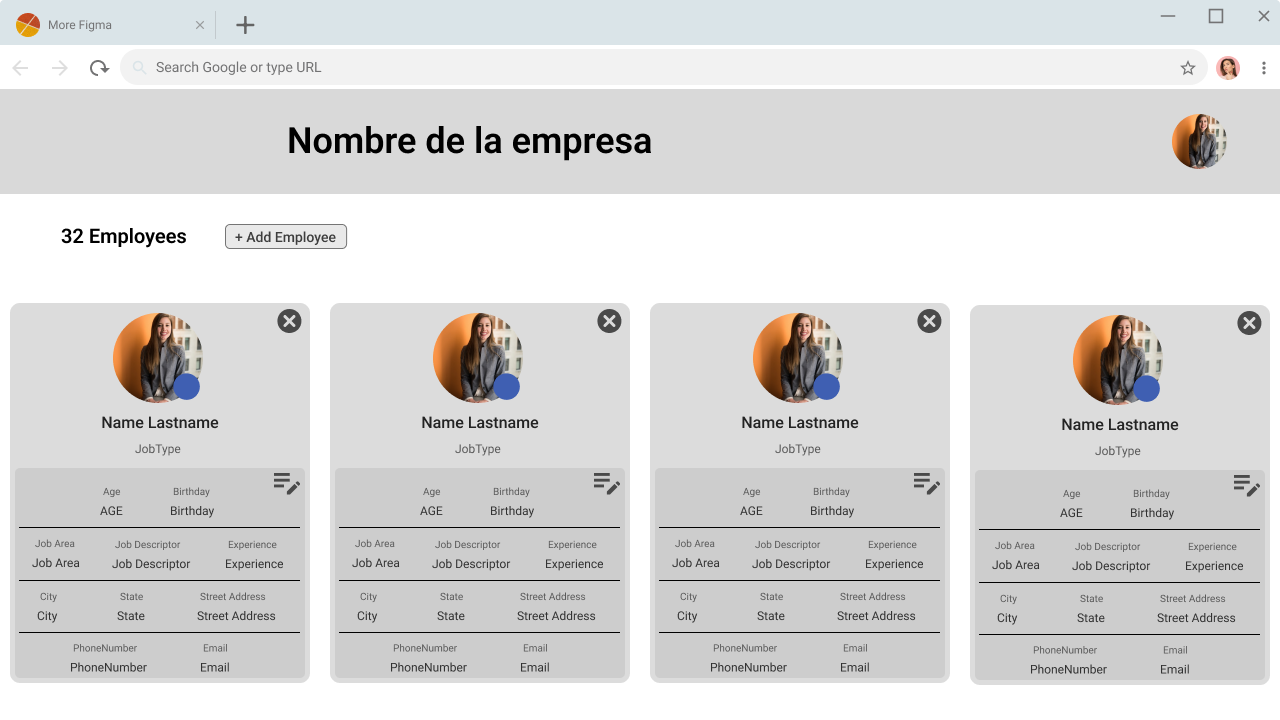 More Figma
Search Google or type URL
Nombre de la empresa
32 Employees
+ Add Employee
Name Lastname
JobType
Age Birthday
AGE Birthday
Job Area Job Descriptor Experience
Job Area Job Descriptor Experience
City State Street Address
City State Street Address
PhoneNumber Email
PhoneNumber Email
Name Lastname
JobType
Age Birthday
AGE Birthday
Job Area Job Descriptor Experience
Job Area Job Descriptor Experience
City State Street Address
City State Street Address
PhoneNumber Email
PhoneNumber Email
Name Lastname
JobType
Age Birthday
AGE Birthday
Job Area Job Descriptor Experience
Job Area Job Descriptor Experience
City State Street Address
City State Street Address
PhoneNumber Email
PhoneNumber Email
Name Lastname
JobType
Age Birthday
AGE Birthday
Job Area Job Descriptor Experience
Job Area Job Descriptor Experience
City State Street Address
City State Street Address
PhoneNumber Email
PhoneNumber Email